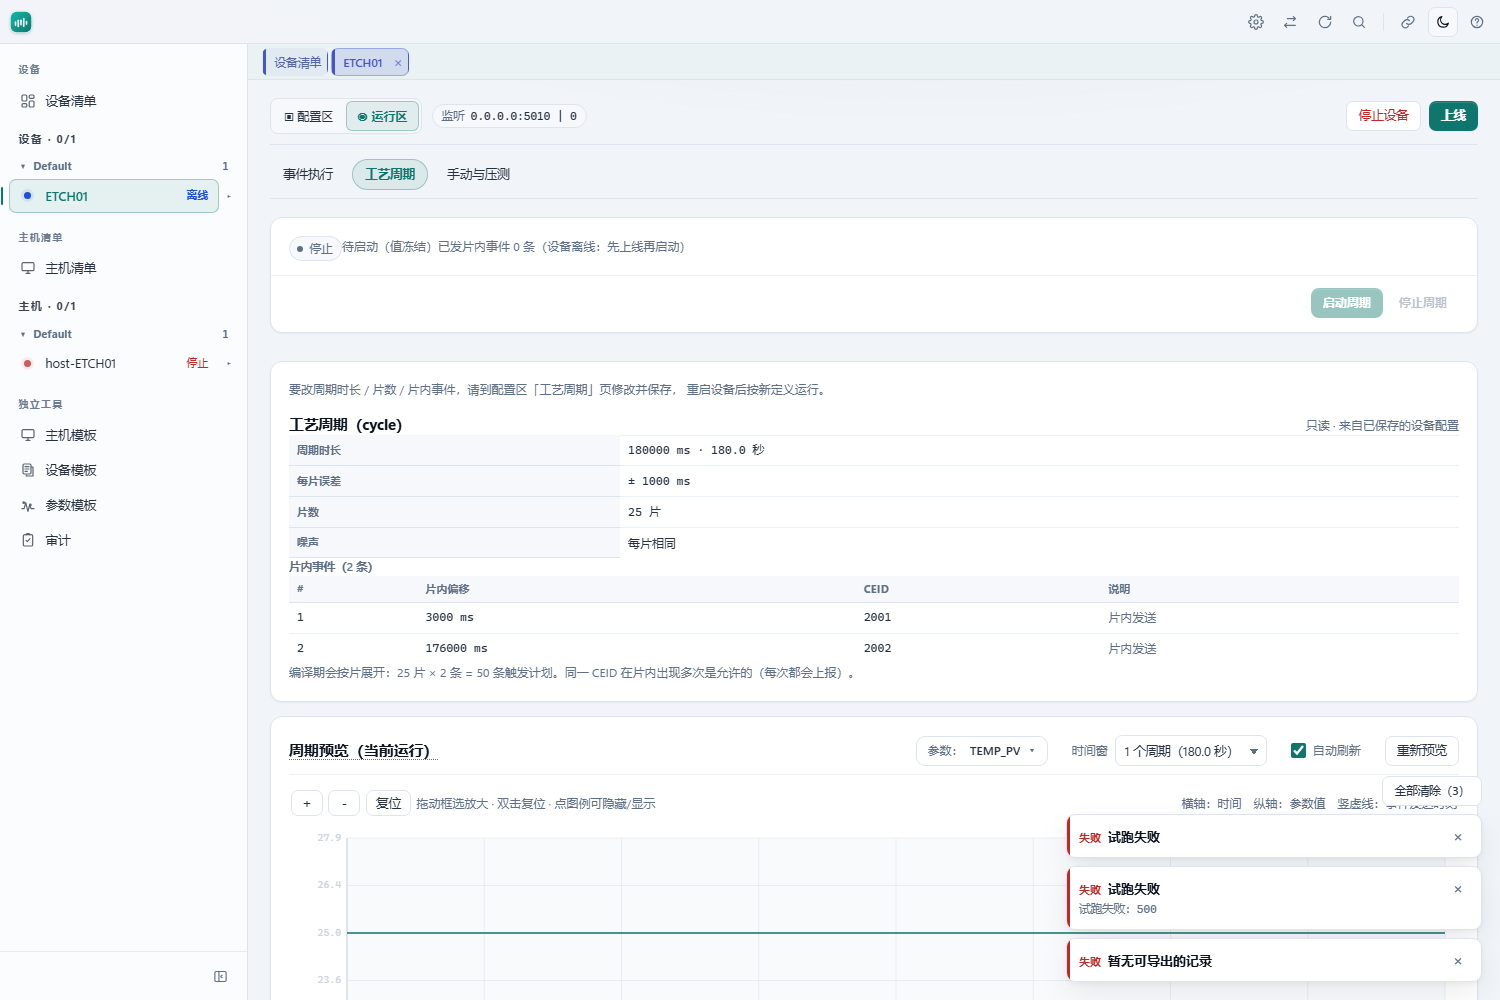 设备清单
ETCH01 ×
设备
设备清单
设备 · 0/1
Default 1
ETCH01 离线
主机清单
主机清单
主机 · 0/1
Default 1
host-ETCH01 停止
独立工具
主机模板
设备模板
参数模板
审计
配置区
运行区
监听 0.0.0.0:5010 | 0
停止设备
上线
事件执行
工艺周期
手动与压测
停止 待启动（值冻结）已发片内事件 0 条（设备离线：先上线再启动）
启动周期
停止周期
要改周期时长 / 片数 / 片内事件，请到配置区「工艺周期」页修改并保存， 重启设备后按新定义运行。
工艺周期（cycle）
只读 · 来自已保存的设备配置
周期时长 180000 ms · 180.0 秒
每片误差 ± 1000 ms
片数 25 片
噪声 每片相同
片内事件（2 条）
# 片内偏移 CEID 说明
1 3000 ms 2001 片内发送
2 176000 ms 2002 片内发送
编译期会按片展开：25 片 × 2 条 = 50 条触发计划。同一 CEID 在片内出现多次是允许的（每次都会上报）。
周期预览（当前运行）
参数： TEMP_PV
时间窗 1 个周期（180.0 秒）
自动刷新
重新预览
+ - 复位 拖动框选放大 · 双击复位 · 点图例可隐藏/显示
横轴：时间 纵轴：参数值 竖虚线：
全部清除（3）
27.9
26.4
25.0
23.6
失败 试跑失败 ×
失败 试跑失败 ×
试跑失败：500
失败 暂无可导出的记录 ×